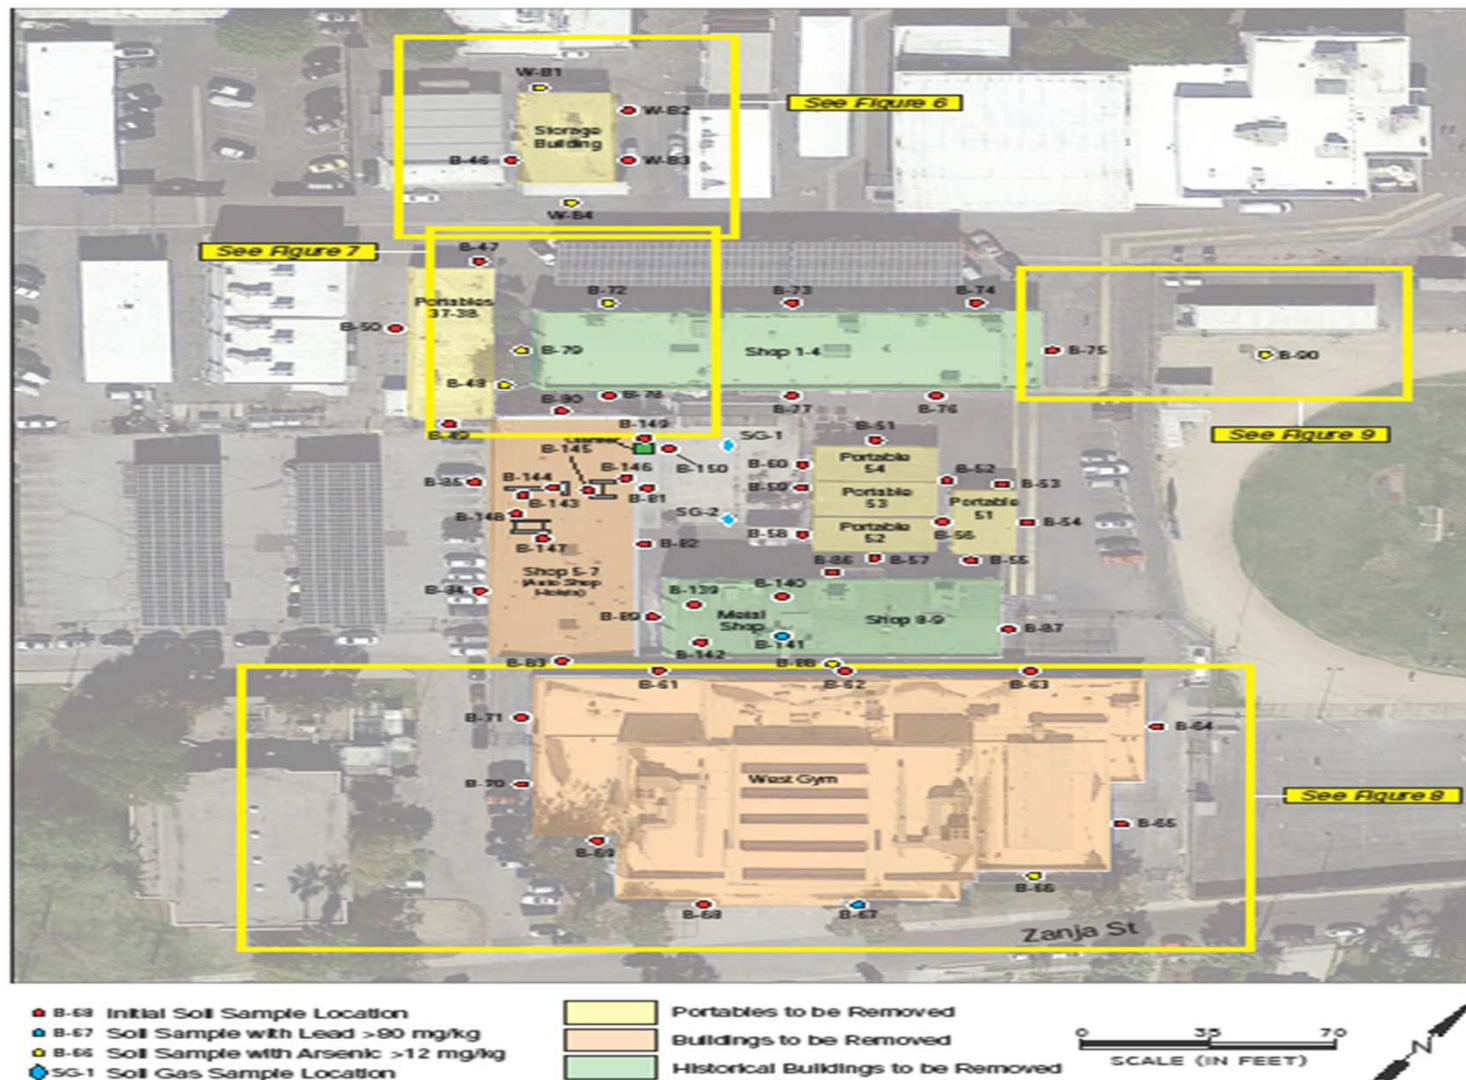 W-B1
See Figure 6
W-B2
Storage
Building
B-46
W-B3
W-B4
See Figure 7
B-47
B-72
B-73
B-74
Portables
37-38
B-50
B-79
Shop 1-4
B-75
B-90
B-48
B-80
B-78
B-77
B-76
B-49
B-149
SG-1
B-51
See Figure 9
B-145
B-150
B-60
Portable
54
B-85
B-144
B-146
B-52
B-53
B-143
B-81
B-59
Portable
53
Portable
51
B-148
SG-2
B-54
B-147
B-82
B-58
Portable
52
B-56
Shop 5-7
(Auto Shop
Hoists)
B-86
B-57
B-55
B-84
B-139
B-140
B-89
Metal
Shop
Shop 8-9
B-87
B-142
B-141
B-83
B-88
B-61
B-62
B-63
B-71
B-64
B-70
West Gym
See Figure 8
B-65
B-69
B-66
B-68
B-67
Zanja St
B-68 Initial Soil Sample Location
B-67 Soil Sample with Lead >80 mg/kg
B-66 Soil Sample with Arsenic >12 mg/kg
SG-1 Soil Gas Sample Location
Portables to be Removed
Buildings to be Removed
Historical Buildings to be Removed
0 35 70
SCALE (IN FEET)
N